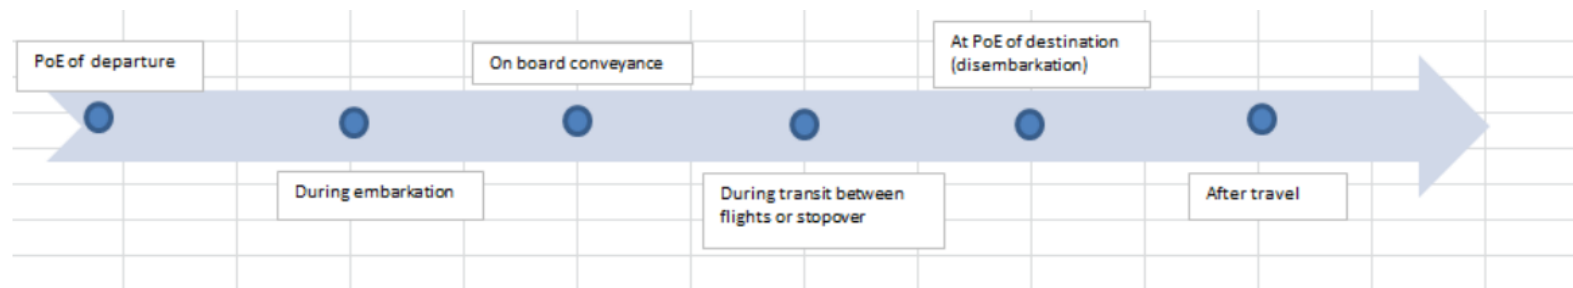 PoE of departure
During embarkation
On board conveyance
During transit between
flights or stopover
At PoE of destination
(disembarkation)
After travel